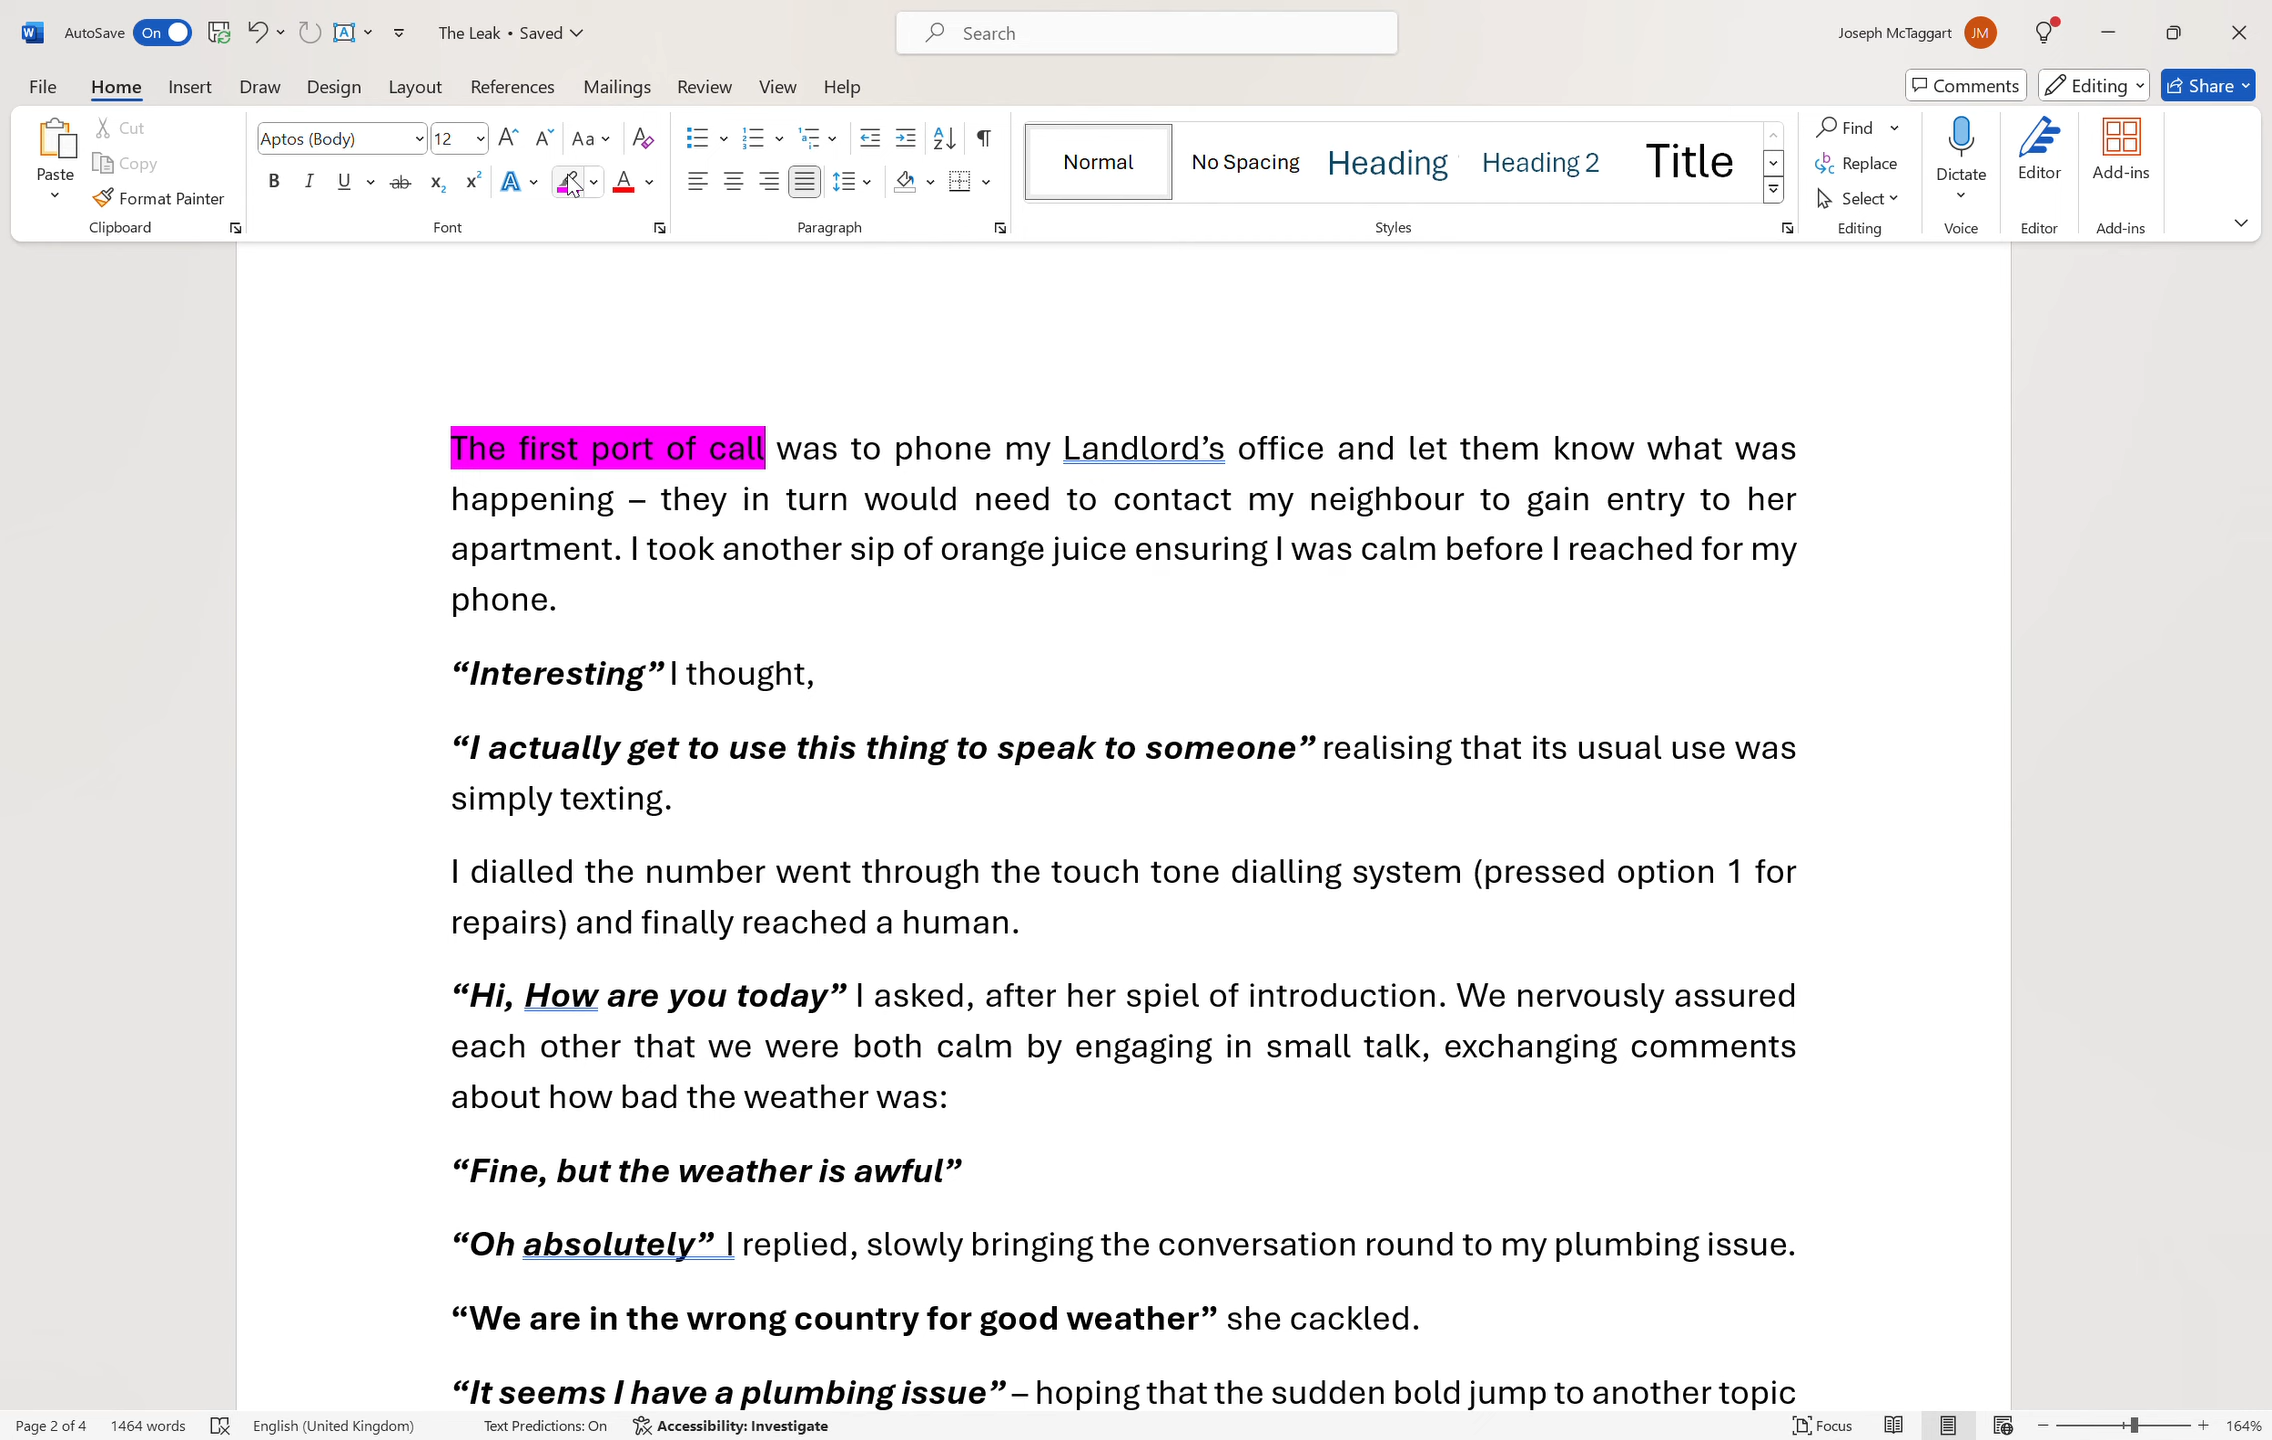 AutoSave On The Leak • Saved Search Joseph McTaggart JM
File Home Insert Draw Design Layout References Mailings Review View Help Comments Editing Share
Paste Cut Copy Format Painter Clipboard
Aptos (Body) 12 Font
Paragraph
Normal No Spacing Heading Heading 2 Title Styles
Find Replace Select Editing
Dictate Voice Editor Editor Add-ins Add-ins
The first port of call was to phone my Landlord’s office and let them know what was
happening – they in turn would need to contact my neighbour to gain entry to her
apartment. I took another sip of orange juice ensuring I was calm before I reached for my
phone.
“Interesting” I thought,
“I actually get to use this thing to speak to someone” realising that its usual use was
simply texting.
I dialled the number went through the touch tone dialling system (pressed option 1 for
repairs) and finally reached a human.
“Hi, How are you today” I asked, after her spiel of introduction. We nervously assured
each other that we were both calm by engaging in small talk, exchanging comments
about how bad the weather was:
“Fine, but the weather is awful”
“Oh absolutely” I replied, slowly bringing the conversation round to my plumbing issue.
“We are in the wrong country for good weather” she cackled.
“It seems I have a plumbing issue” – hoping that the sudden bold jump to another topic
Page 2 of 4 1464 words English (United Kingdom) Text Predictions: On Accessibility: Investigate Focus 164%